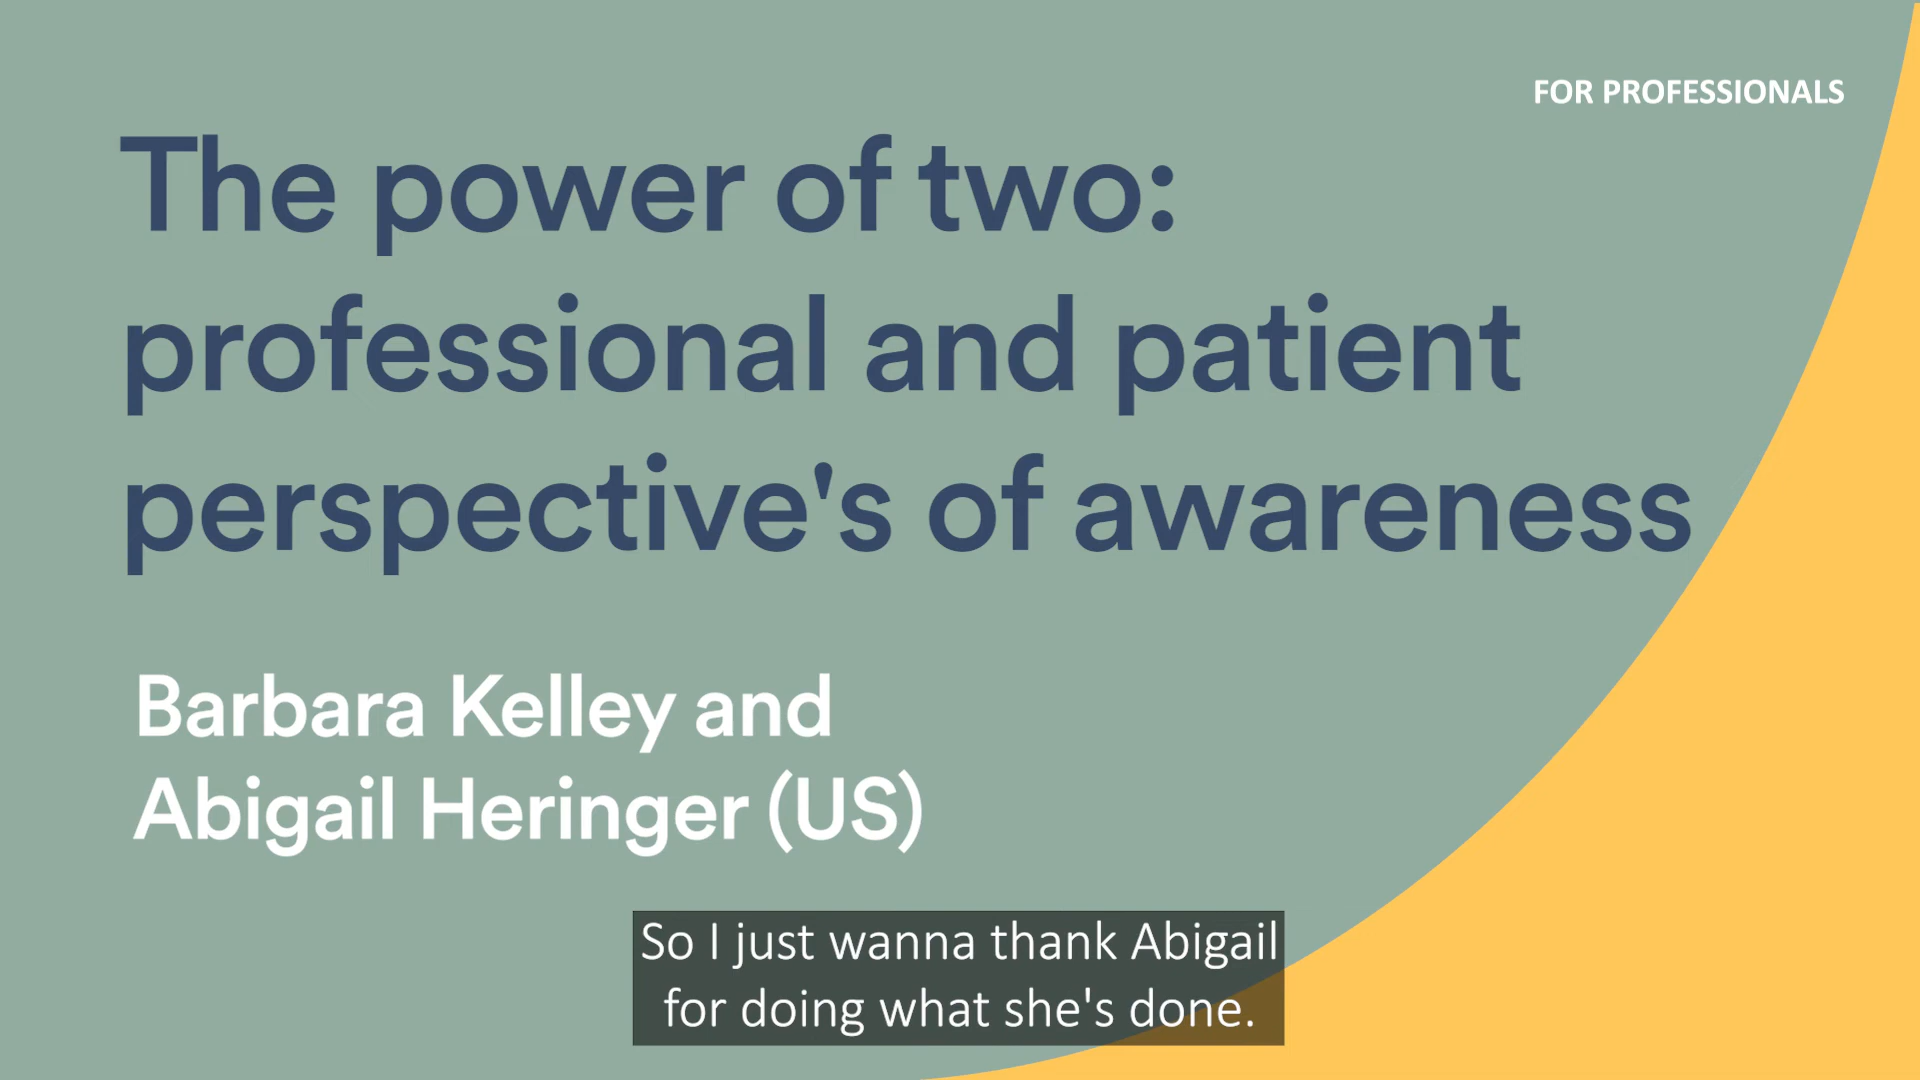 FOR PROFESSIONALS
The power of two:
professional and patient
perspective's of awareness
Barbara Kelley and
Abigail Heringer (US)
So I just wanna thank Abigail
for doing what she's done.